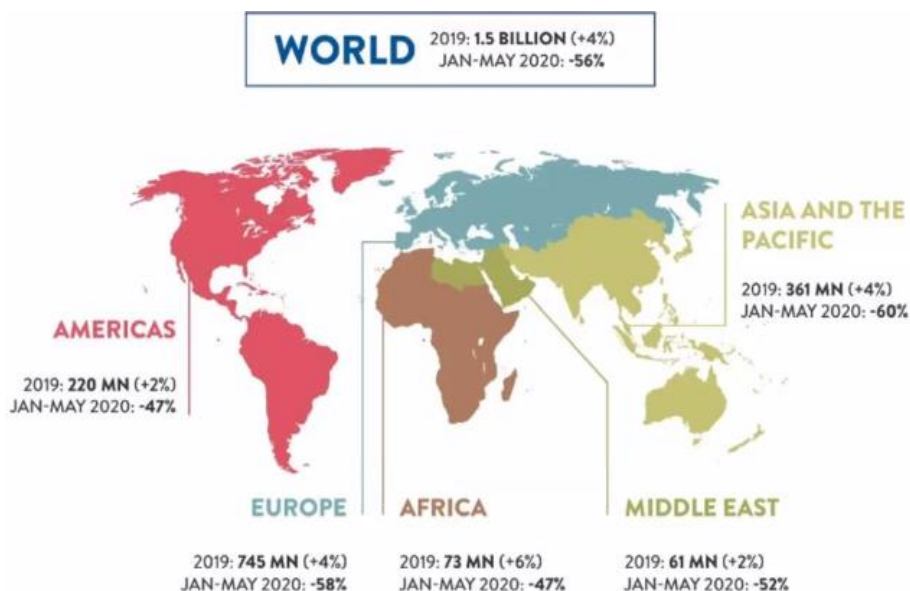 WORLD
2019: 1.5 BILLION (+4%)
JAN-MAY 2020: -56%
ASIA AND THE
PACIFIC
2019: 361 MN (+4%)
JAN-MAY 2020: -60%
AMERICAS
2019: 220 MN (+2%)
JAN-MAY 2020: -47%
EUROPE
2019: 745 MN (+4%)
JAN-MAY 2020: -58%
AFRICA
2019: 73 MN (+6%)
JAN-MAY 2020: -47%
MIDDLE EAST
2019: 61 MN (+2%)
JAN-MAY 2020: -52%